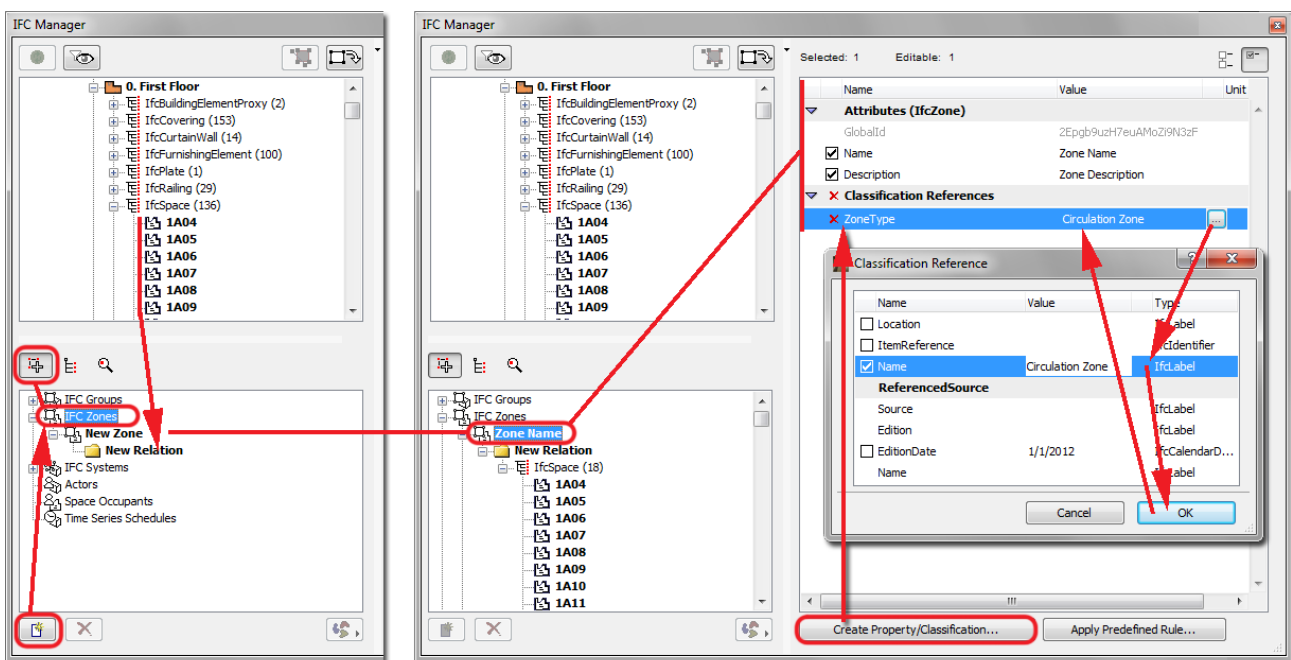 IFC Manager
0. First Floor
IfcBuildingElementProxy (2)
IfcCovering (153)
IfcCurtainWall (14)
IfcFurnishingElement (100)
IfcPlate (1)
IfcRailing (29)
IfcSpace (136)
1A04
1A05
1A06
1A07
1A08
1A09
IFC Groups
IFC Zones
New Zone
New Relation
IFC Systems
Actors
Space Occupants
Time Series Schedules
IFC Manager
0. First Floor
IfcBuildingElementProxy (2)
IfcCovering (153)
IfcCurtainWall (14)
IfcFurnishingElement (100)
IfcPlate (1)
IfcRailing (29)
IfcSpace (136)
1A04
1A05
1A06
1A07
1A08
1A09
IFC Groups
IFC Zones
Zone Name
New Relation
IfcSpace (18)
1A04
1A05
1A06
1A07
1A08
1A09
1A10
1A11
Selected: 1 Editable: 1
Name Value Unit
Attributes (IfcZone)
GlobalId 2Epgb9uzH7euAMoZi9N3zF
Name Zone Name
Description Zone Description
Classification References
ZoneType Circulation Zone ...
Classification Reference
Name Value Type
Location IfcLabel
ItemReference IfcIdentifier
Name Circulation Zone IfcLabel
ReferencedSource
Source IfcLabel
Edition IfcLabel
EditionDate 1/1/2012 IfcCalendarD...
Name IfcLabel
Cancel OK
Create Property/Classification... Apply Predefined Rule...